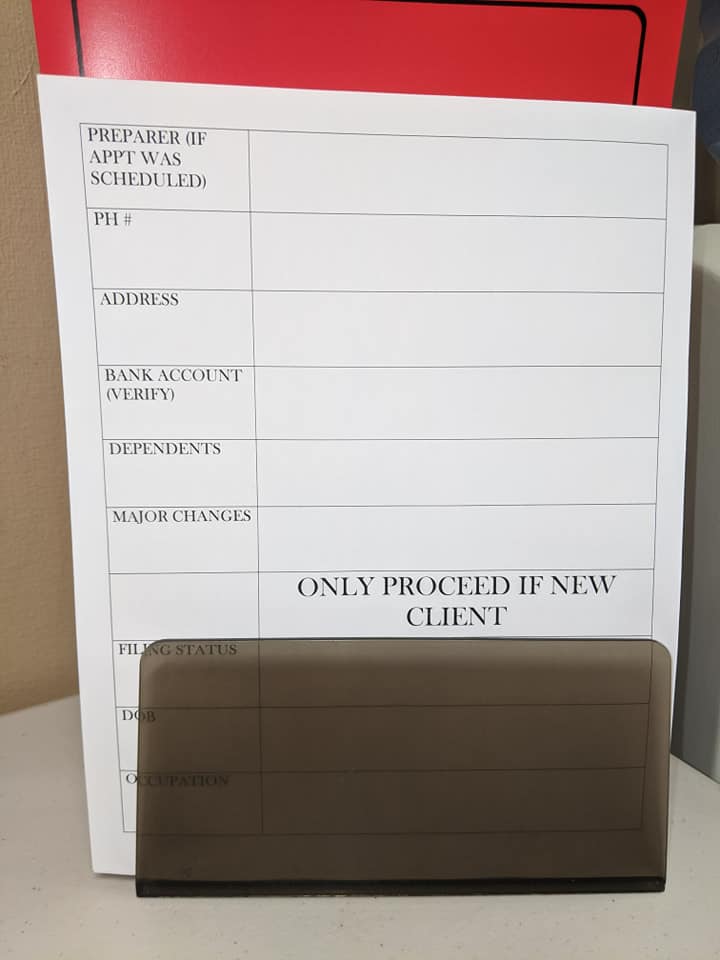 PREPARER (IF
APPT WAS
SCHEDULED)
PH #
ADDRESS
BANK ACCOUNT
(VERIFY)
DEPENDENTS
MAJOR CHANGES
ONLY PROCEED IF NEW
CLIENT
FILING STATUS
DOB
OCCUPATION